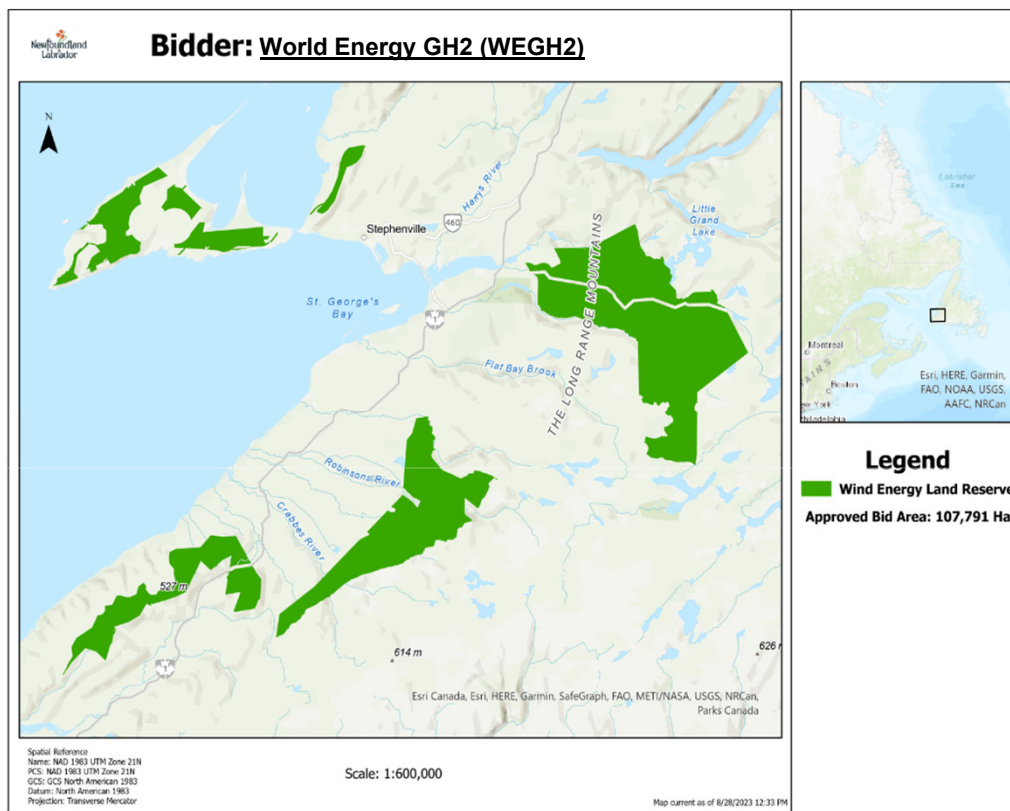 Newfoundland
Labrador
Bidder: World Energy GH2 (WEGH2)
N
Harrys River
460
Stephenville
Little
Grand
Lake
St. George's
Bay
1
THE LONG RANGE MOUNTAINS
Flat Bay Brook
Robinsons River
Crabbes River
527 m
614 m
626
1
Esri Canada, Esri, HERE, Garmin, SafeGraph, FAO, METI/NASA, USGS, NRCan,
Parks Canada
Labrador
Sea
Montreal
Boston
Esri, HERE, Garmin,
FAO, NOAA, USGS,
AAFC, NRCan
Legend
Wind Energy Land Reserve
Approved Bid Area: 107,791 Ha
Spatial Reference
Name: NAD 1983 UTM Zone 21N
PCS: NAD 1983 UTM Zone 21N
GCS: GCS North American 1983
Datum: North American 1983
Projection: Transverse Mercator
Scale: 1:600,000
Map current as of 8/28/2023 12:33 PM